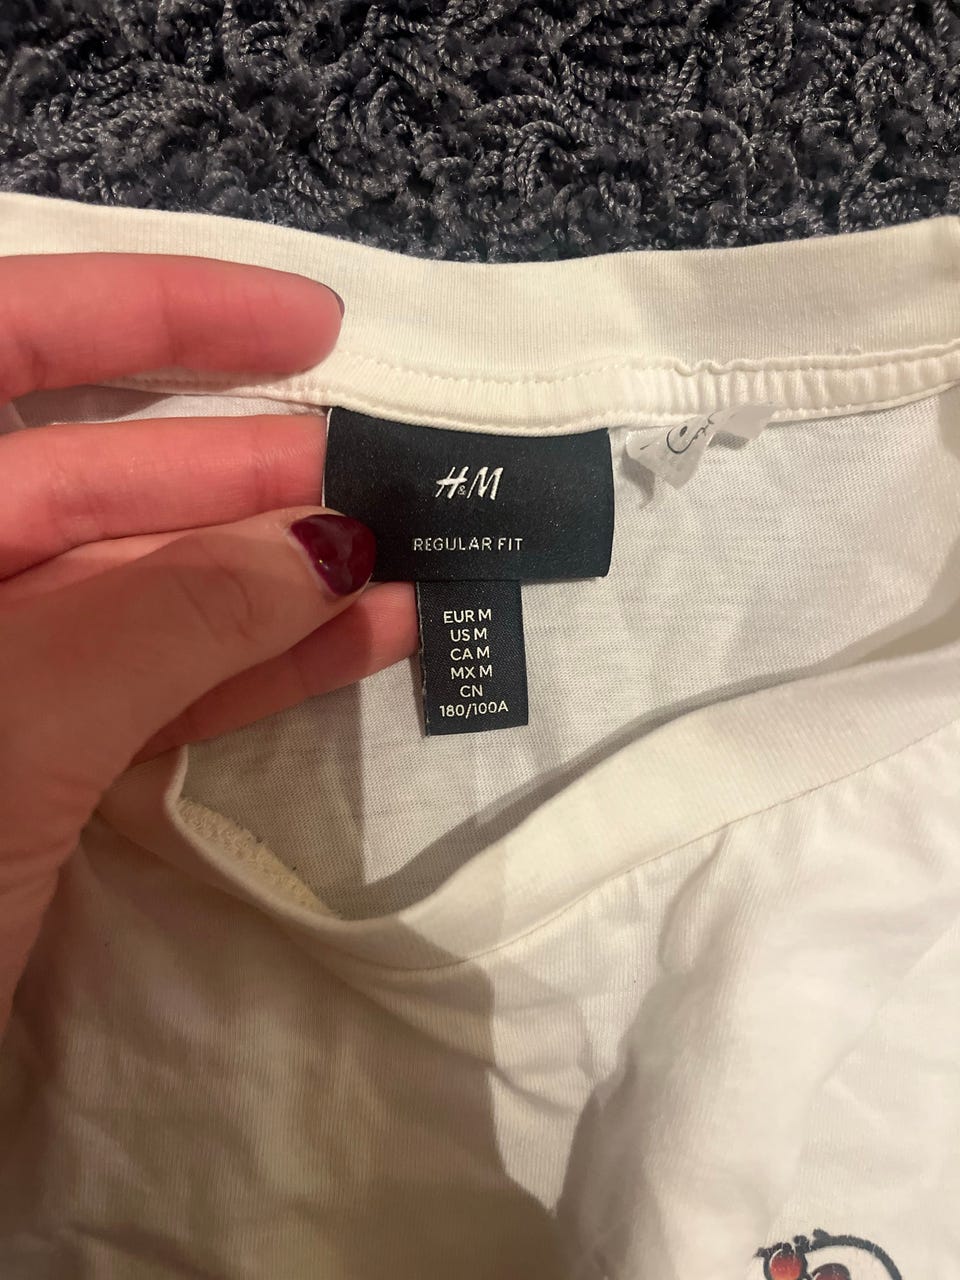 H&M
REGULAR FIT
EUR M
US M
CA M
MX M
CN
180/100A